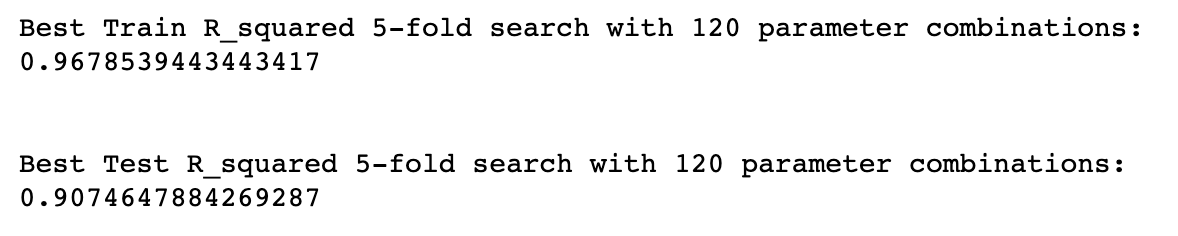 Best Train R_squared 5-fold search with 120 parameter combinations:
0.9678539443443417
Best Test R_squared 5-fold search with 120 parameter combinations:
0.9074647884269287